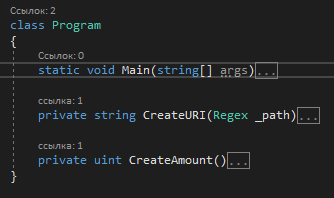 Ссылок: 2
class Program
{
Ссылок: 0
static void Main(string[] args)...
ссылка: 1
private string CreateURI(Regex _path)...
ссылка: 1
private uint CreateAmount()...
}